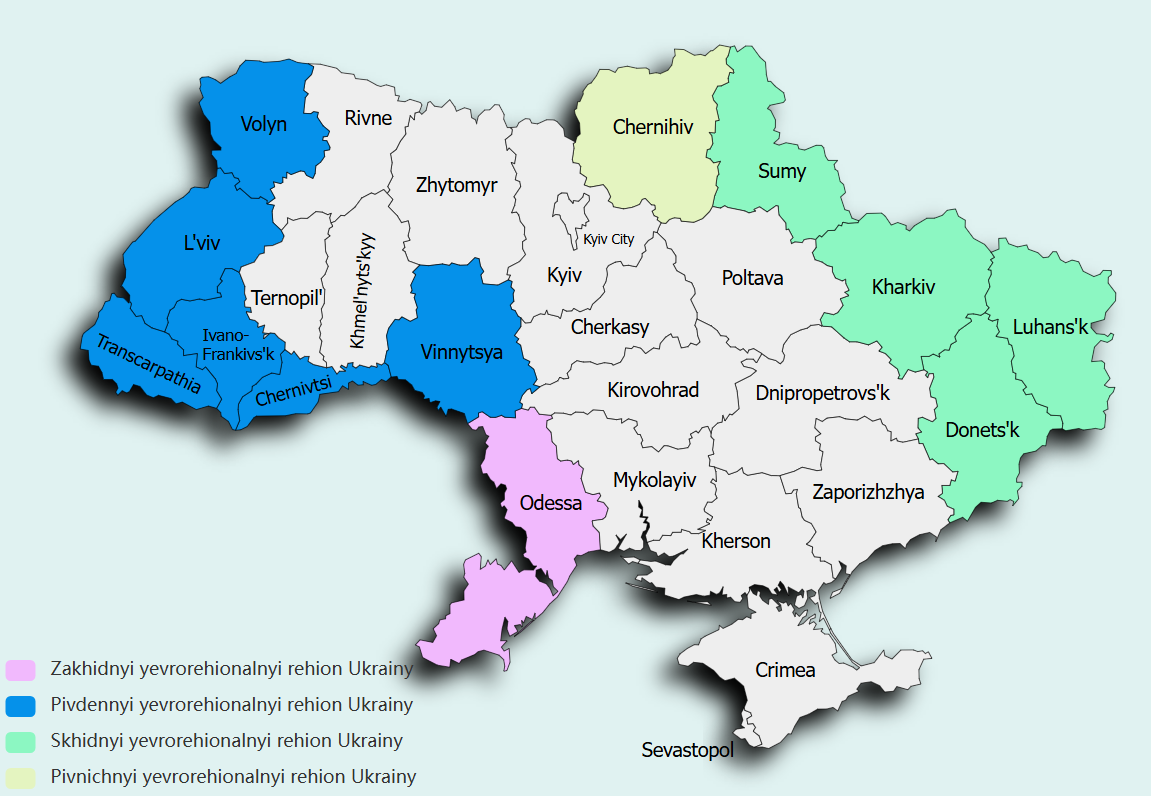 Volyn
Rivne
Zhytomyr
Chernihiv
Sumy
L'viv
Ternopil'
Khmel'nyts'kyy
Kyiv City
Kyiv
Poltava
Kharkiv
Luhans'k
Transcarpathia
Ivano-
Frankivs'k
Chernivtsi
Vinnytsya
Cherkasy
Kirovohrad
Dnipropetrovs'k
Donets'k
Odessa
Mykolayiv
Zaporizhzhya
Kherson
Crimea
Sevastopol
Zakhidnyi yevrorehionalnyi rehion Ukrainy
Pivdennyi yevrorehionalnyi rehion Ukrainy
Skhidnyi yevrorehionalnyi rehion Ukrainy
Pivnichnyi yevrorehionalnyi rehion Ukrainy